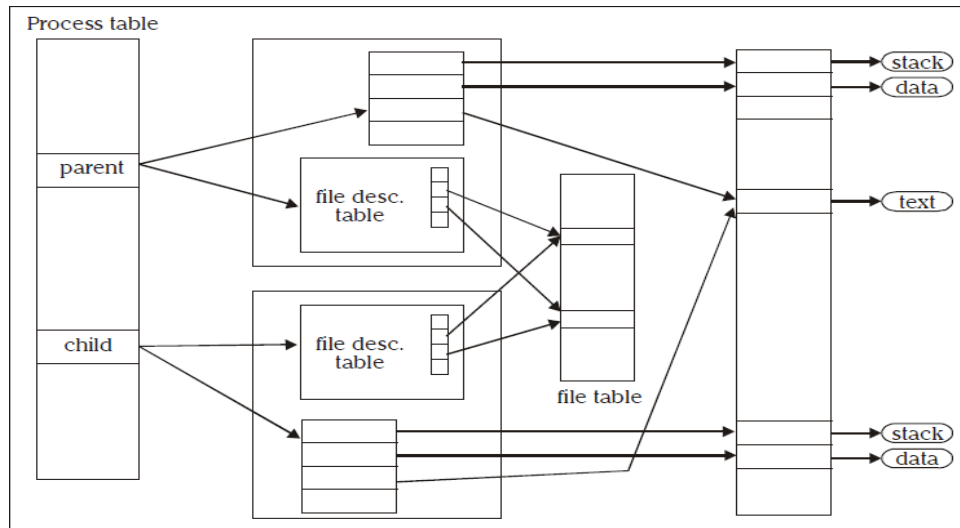 Process table
stack
data
parent
file desc.
table
text
child
file desc.
table
file table
stack
data